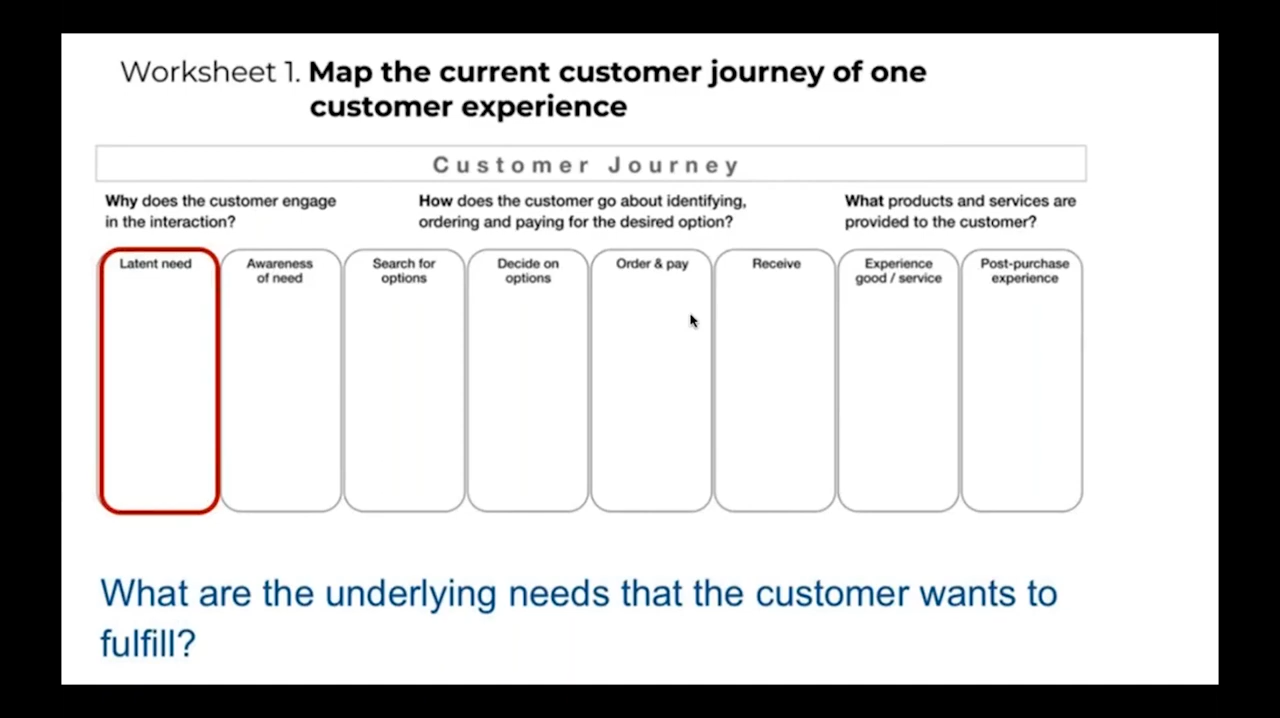 Worksheet 1. Map the current customer journey of one
customer experience
Customer Journey
Why does the customer engage
in the interaction?
How does the customer go about identifying,
ordering and paying for the desired option?
What products and services are
provided to the customer?
Latent need
Awareness
of need
Search for
options
Decide on
options
Order & pay
Receive
Experience
good / service
Post-purchase
experience
What are the underlying needs that the customer wants to
fulfill?